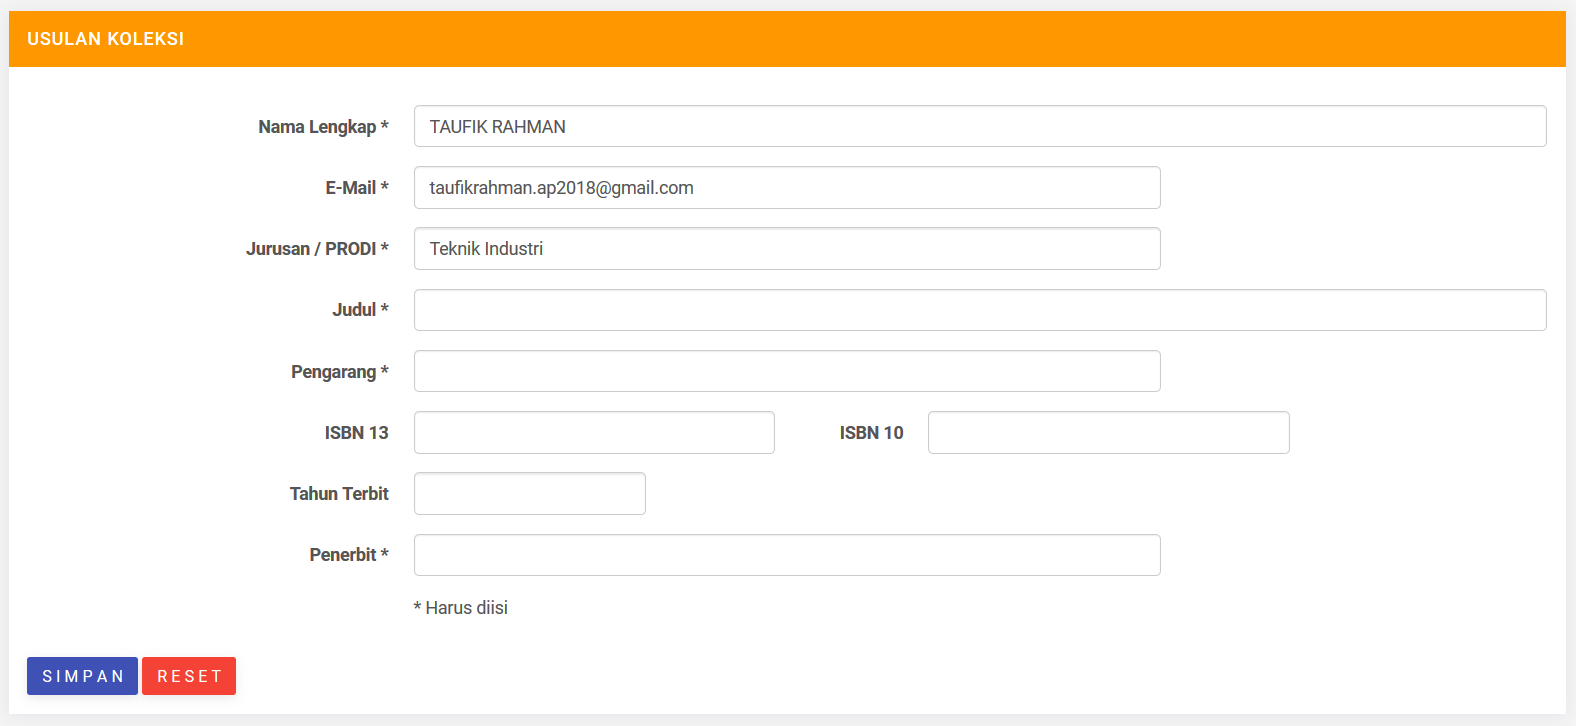 USULAN KOLEKSI
Nama Lengkap * TAUFIK RAHMAN
E-Mail * taufikrahman.ap2018@gmail.com
Jurusan / PRODI * Teknik Industri
Judul *
Pengarang *
ISBN 13 ISBN 10
Tahun Terbit
Penerbit *
* Harus diisi
SIMPAN RESET